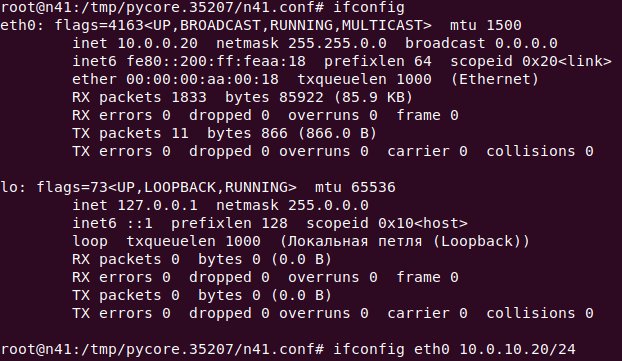 root@n41:/tmp/pycore.35207/n41.conf# ifconfig
eth0: flags=4163<UP,BROADCAST,RUNNING,MULTICAST>  mtu 1500
        inet 10.0.0.20  netmask 255.255.255.0  broadcast 0.0.0.0
        inet6 fe80::200:ff:feaa:18  prefixlen 64  scopeid 0x20<link>
        ether 00:00:00:aa:00:18  txqueuelen 1000  (Ethernet)
        RX packets 1833  bytes 85922 (85.9 KB)
        RX errors 0  dropped 0  overruns 0  frame 0
        TX packets 11  bytes 866 (866.0 B)
        TX errors 0  dropped 0 overruns 0  carrier 0  collisions 0
lo: flags=73<UP,LOOPBACK,RUNNING>  mtu 65536
        inet 127.0.0.1  netmask 255.0.0.0
        inet6 ::1  prefixlen 128  scopeid 0x10<host>
        loop  txqueuelen 1000  (Локальная петля (Loopback))
        RX packets 0  bytes 0 (0.0 B)
        RX errors 0  dropped 0  overruns 0  frame 0
        TX packets 0  bytes 0 (0.0 B)
        TX errors 0  dropped 0 overruns 0  carrier 0  collisions 0
root@n41:/tmp/pycore.35207/n41.conf# ifconfig eth0 10.0.10.20/24